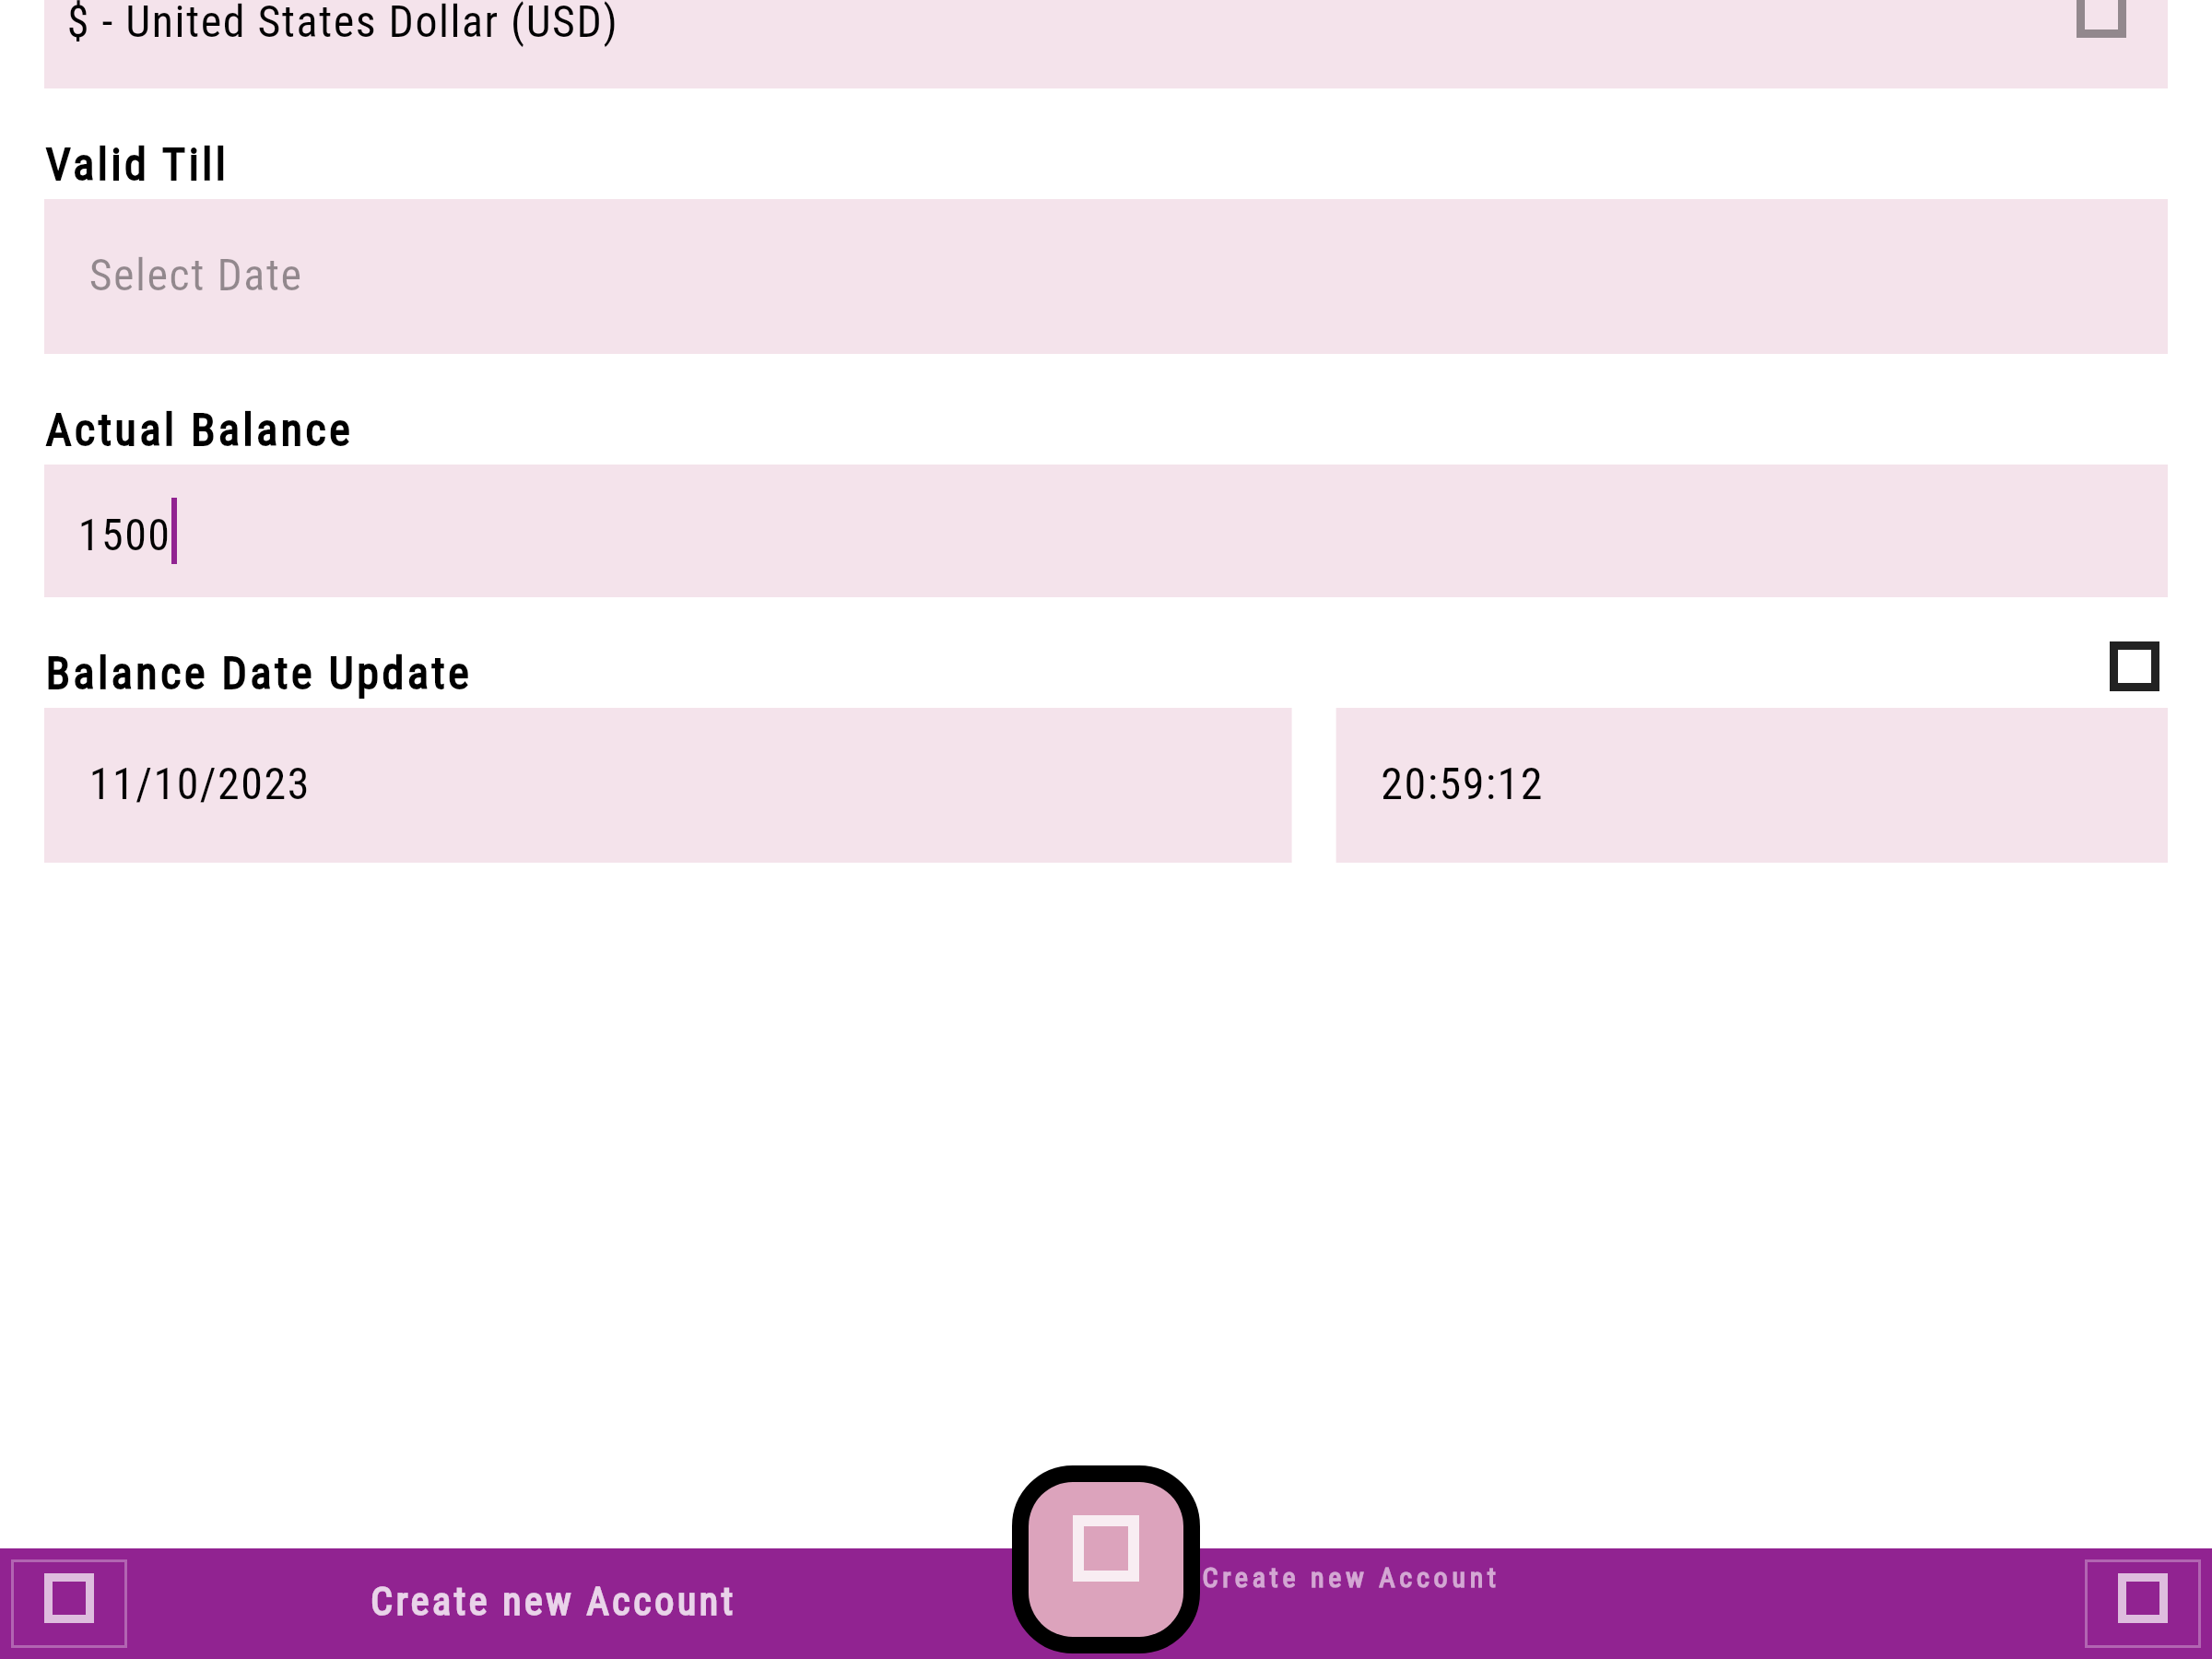 $ - United States Dollar (USD)
Valid Till
Select Date
Actual Balance
1500
Balance Date Update
11/10/2023
20:59:12
Create new Account
Create new Account